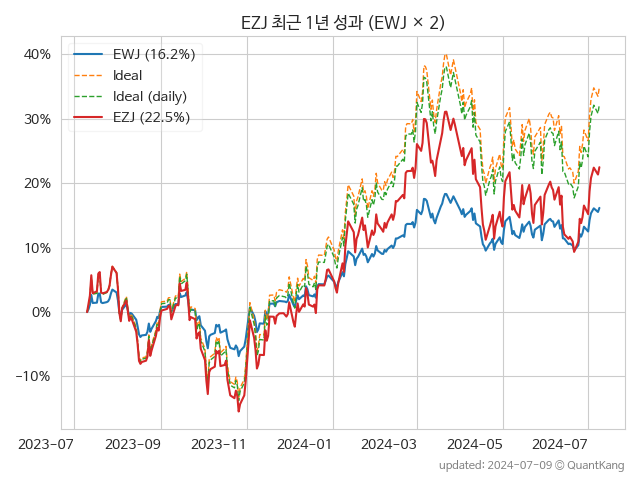 EZJ 최근 1년 성과 (EWJ × 2)
40%
30%
20%
10%
0%
−10%
EWJ (16.2%)
Ideal
Ideal (daily)
EZJ (22.5%)
2023-07
2023-09
2023-11
2024-01
2024-03
2024-05
2024-07
updated: 2024-07-09 © QuantKang